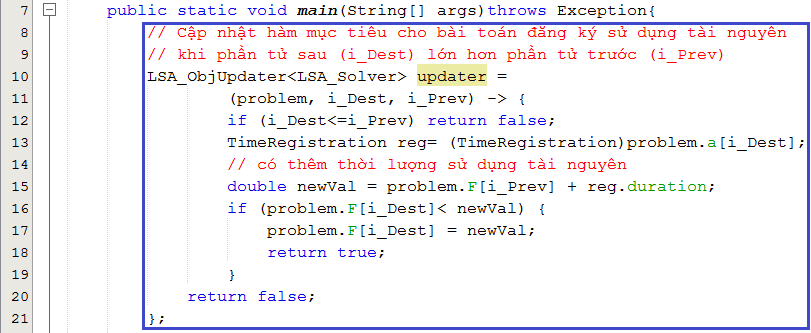 7 public static void main(String[] args)throws Exception{
8 // Cập nhật hàm mục tiêu cho bài toán đăng ký sử dụng tài nguyên
9 // khi phần tử sau (i_Dest) lớn hơn phần tử trước (i_Prev)
10 LSA_ObjUpdater<LSA_Solver> updater =
11 (problem, i_Dest, i_Prev) -> {
12 if (i_Dest<=i_Prev) return false;
13 TimeRegistration reg= (TimeRegistration)problem.a[i_Dest];
14 // có thêm thời lượng sử dụng tài nguyên
15 double newVal = problem.F[i_Prev] + reg.duration;
16 if (problem.F[i_Dest]< newVal) {
17 problem.F[i_Dest] = newVal;
18 return true;
19 }
20 return false;
21 };